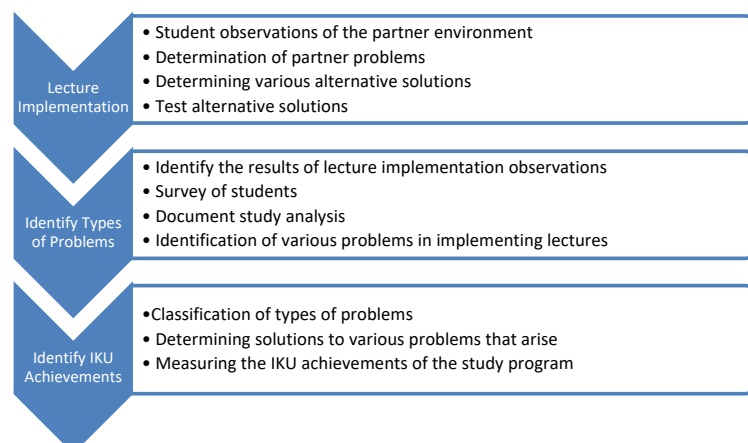 Lecture
Implementation
• Student observations of the partner environment
• Determination of partner problems
• Determining various alternative solutions
• Test alternative solutions
Identify Types
of Problems
• Identify the results of lecture implementation observations
• Survey of students
• Document study analysis
• Identification of various problems in implementing lectures
Identify IKU
Achievements
•Classification of types of problems
• Determining solutions to various problems that arise
• Measuring the IKU achievements of the study program